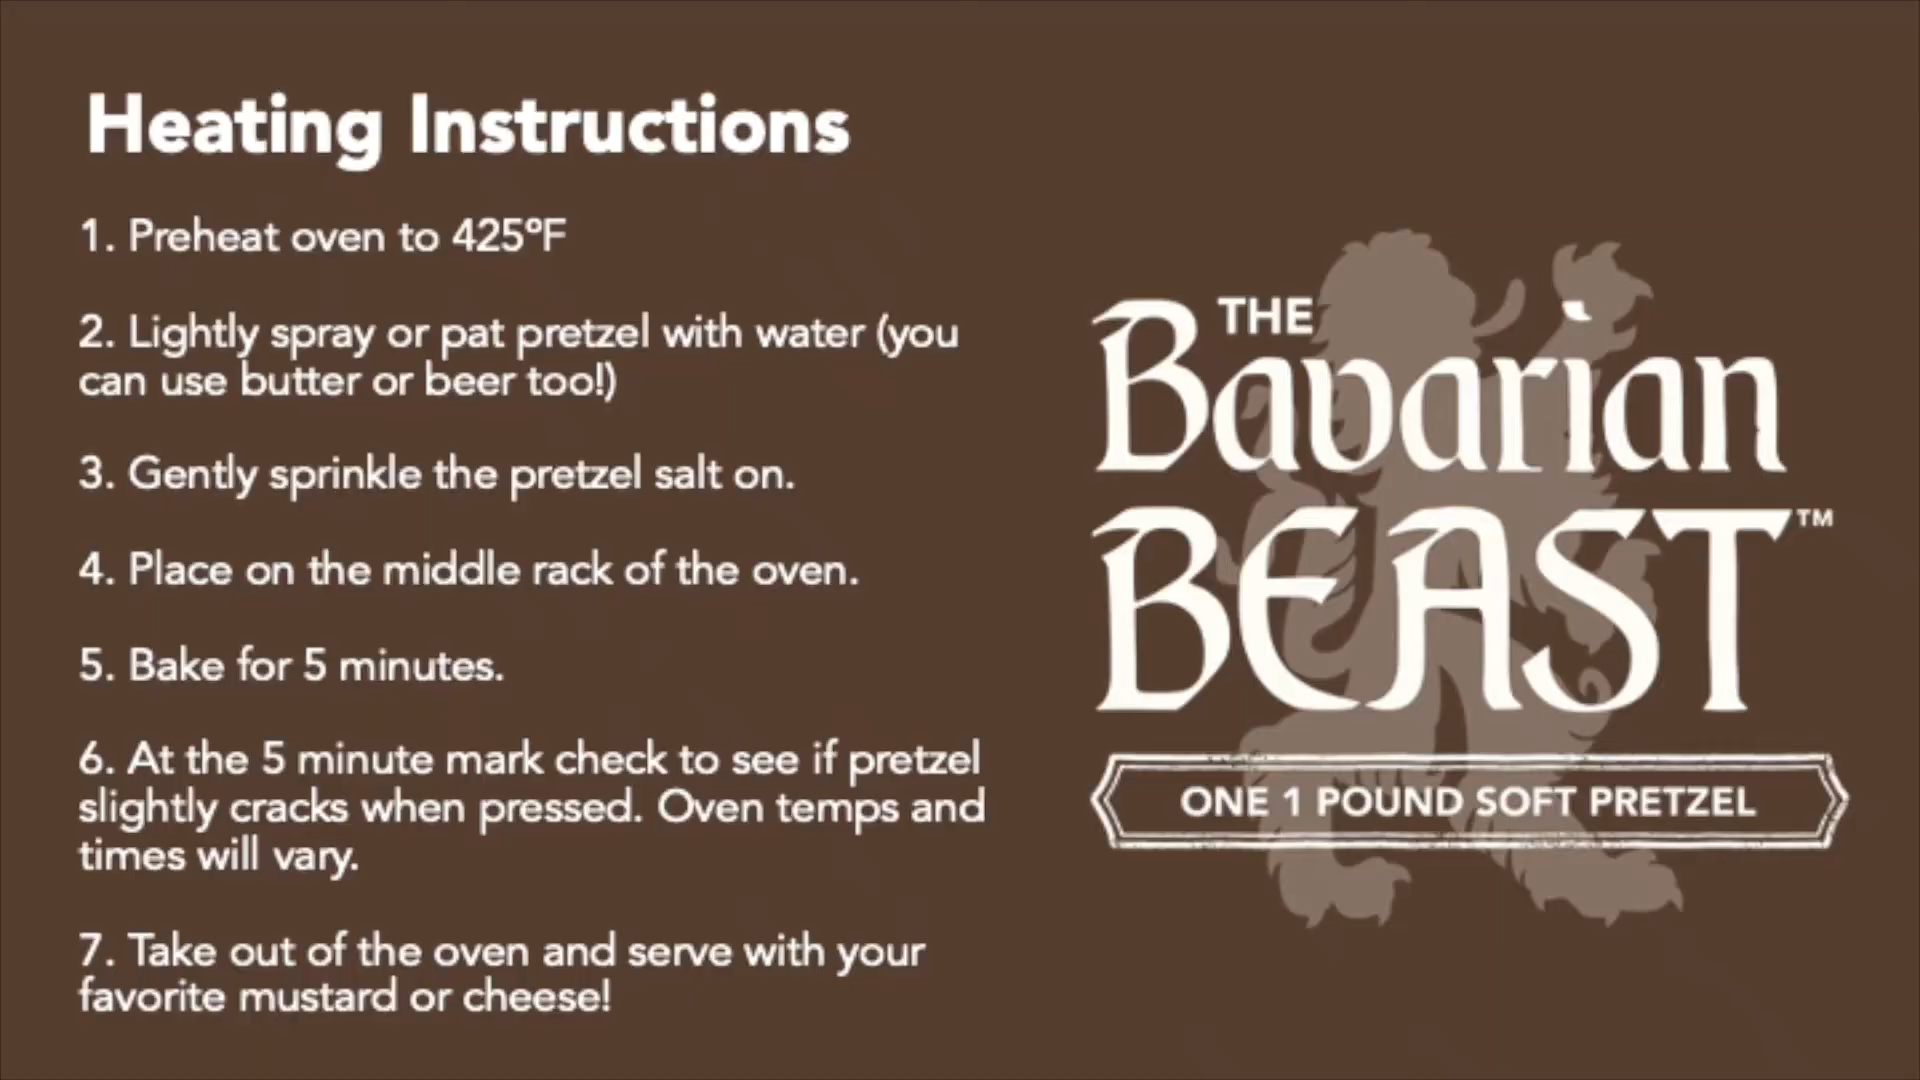 Heating Instructions
1. Preheat oven to 425ºF
2. Lightly spray or pat pretzel with water (you
can use butter or beer too!)
3. Gently sprinkle the pretzel salt on.
4. Place on the middle rack of the oven.
5. Bake for 5 minutes.
6. At the 5 minute mark check to see if pretzel
slightly cracks when pressed. Oven temps and
times will vary.
7. Take out of the oven and serve with your
favorite mustard or cheese!
THE
Bavarian
BEAST™
ONE 1 POUND SOFT PRETZEL